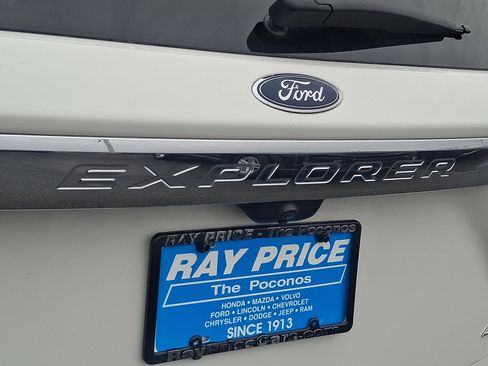 Ford
EXPLORER
RAY PRICE - The Poconos
RAY PRICE
The Poconos
HONDA • MAZDA • VOLVO
FORD • LINCOLN • CHEVROLET
CHRYSLER • DODGE • JEEP • RAM
SINCE 1913
RayPriceCars.com